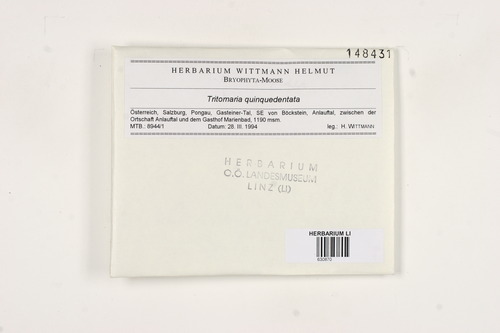 148431
HERBARIUM WITTMANN HELMUT
BRYOPHYTA-MOOSE
Tritomaria quinquedentata
Österreich, Salzburg, Pongau, Gasteiner-Tal, SE von Böckstein, Anlauftal, zwischen der
Ortschaft Anlauftal und dem Gasthof Marienbad, 1190 msm.
MTB.: 8944/1 Datum: 28. III. 1994 leg.: H. WITTMANN
HERBARIUM
O.Ö. LANDESMUSEUM
LINZ (LI)
HERBARIUM LI